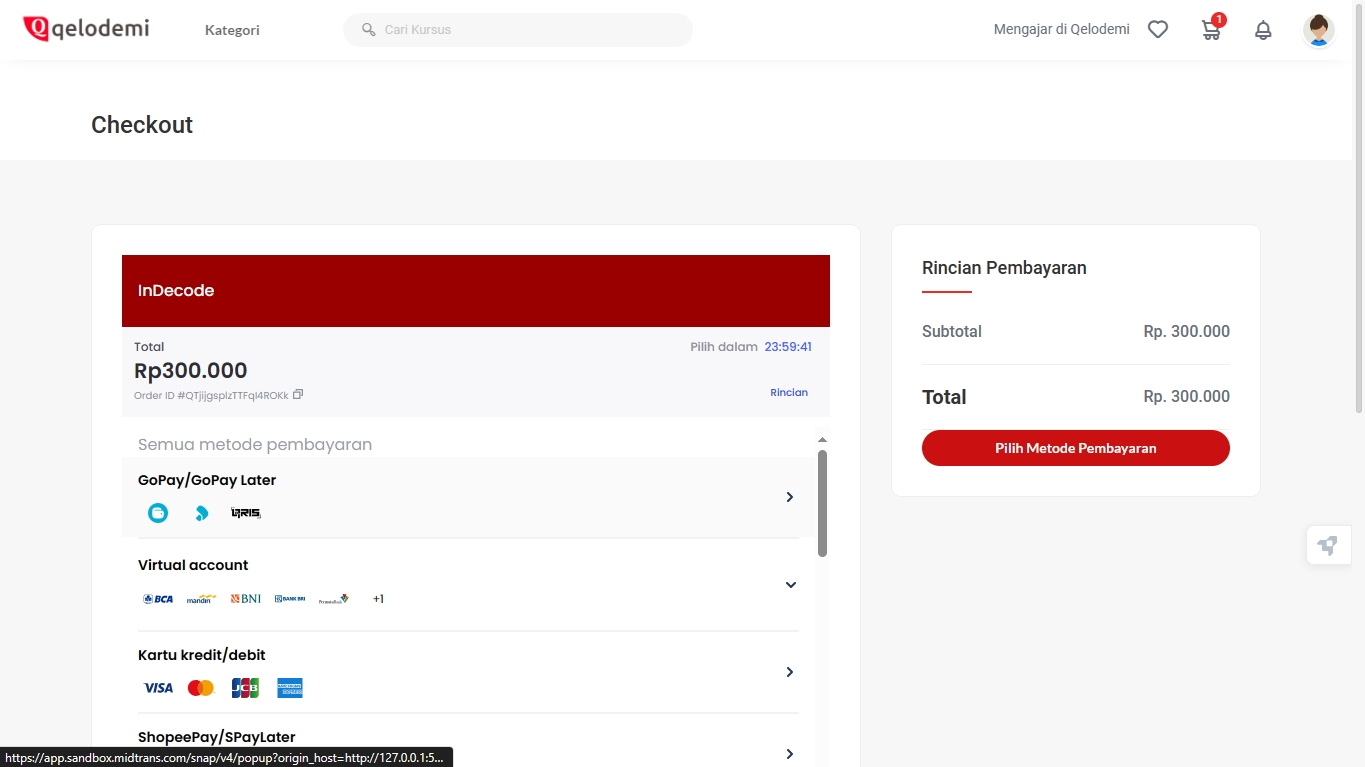 qelodemi
Kategori
Cari Kursus
Mengajar di Qelodemi
1
Checkout
InDecode
Total
Pilih dalam 23:59:41
Rp300.000
Rincian
Semua metode pembayaran
GoPay/GoPay Later
QRIS
Virtual account
BCA mandiri BNI BANK BRI PermataBank +1
Kartu kredit/debit
VISA JCB
ShopeePay/SPayLater
Rincian Pembayaran
Subtotal Rp. 300.000
Total Rp. 300.000
Pilih Metode Pembayaran
https://app.sandbox.midtrans.com/snap/v4/popup?origin_host=http://127.0.0.1:5...